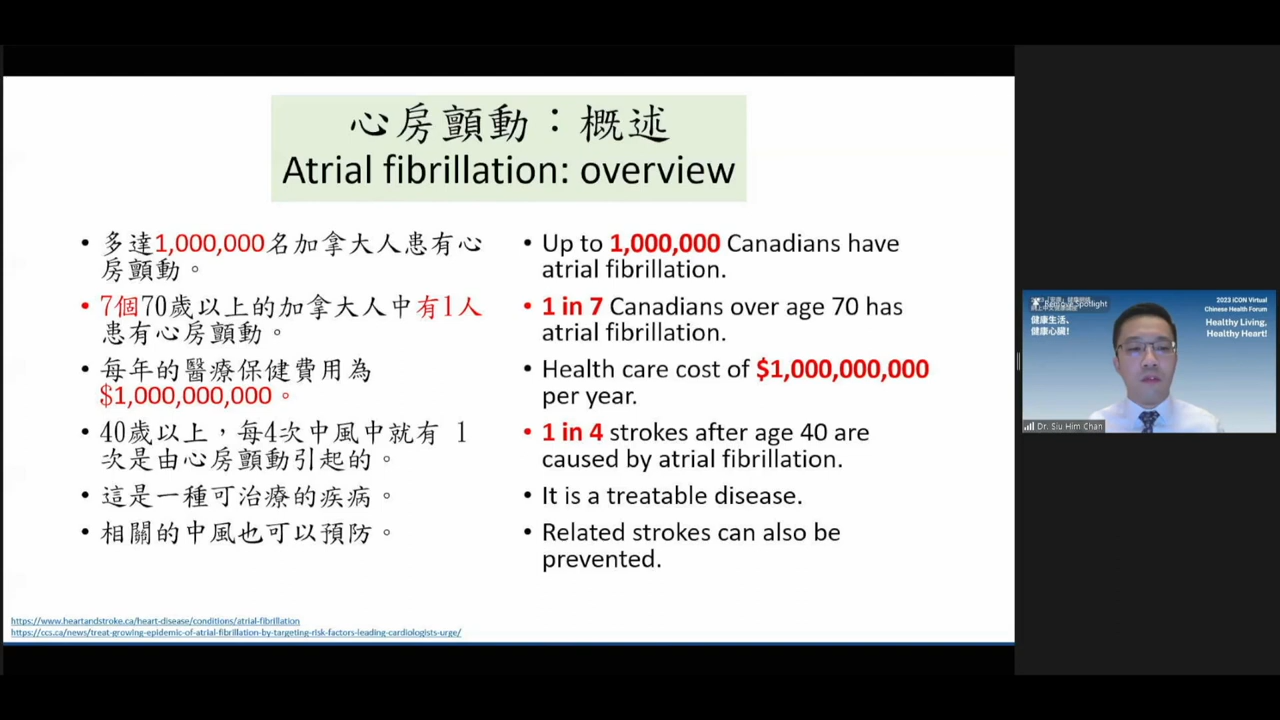 心房顫動：概述
Atrial fibrillation: overview
• 多達1,000,000名加拿大人患有心
房顫動。
• 7個70歲以上的加拿大人中有1人
患有心房顫動。
• 每年的醫療保健費用為
$1,000,000,000。
• 40歲以上，每4次中風中就有 1
次是由心房顫動引起的。
• 這是一種可治療的疾病。
• 相關的中風也可以預防。
• Up to 1,000,000 Canadians have
atrial fibrillation.
• 1 in 7 Canadians over age 70 has
atrial fibrillation.
• Health care cost of $1,000,000,000
per year.
• 1 in 4 strokes after age 40 are
caused by atrial fibrillation.
• It is a treatable disease.
• Related strokes can also be
prevented.
https://www.heartandstroke.ca/heart-disease/conditions/atrial-fibrillation
https://ccs.ca/news/treat-growing-epidemic-of-atrial-fibrillation-by-targeting-risk-factors-leading-cardiologists-urge/
Remove Spotlight
健康生活、
健康心臟!
2023 iCON Virtual
Chinese Health Forum
Healthy Living,
Healthy Heart!
Dr. Siu Him Chan